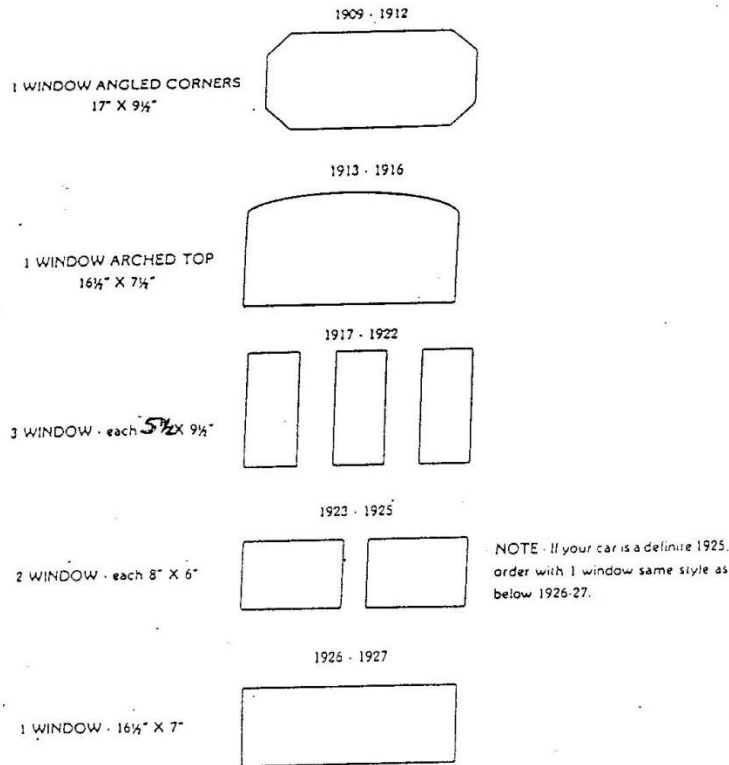 1909 - 1912
1 WINDOW ANGLED CORNERS
17" X 9½"
1913 - 1916
1 WINDOW ARCHED TOP
16½" X 7½"
1917 - 1922
3 WINDOW - each 5½ X 9½"
1923 - 1925
2 WINDOW - each 8" X 6"
NOTE - If your car is a definite 1925,
order with 1 window same style as
below 1926-27.
1926 - 1927
1 WINDOW - 16½" X 7"